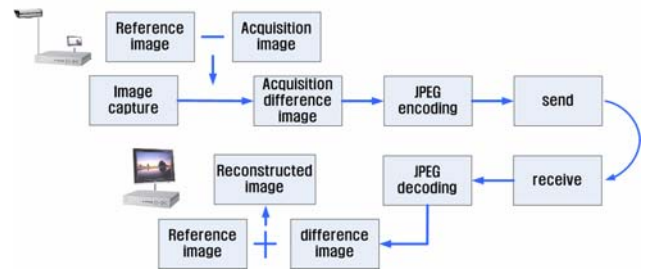 Reference
image
Acquisition
image
Image
capture
Acquisition
difference
image
JPEG
encoding
send
Reconstructed
image
JPEG
decoding
receive
Reference
image
difference
image